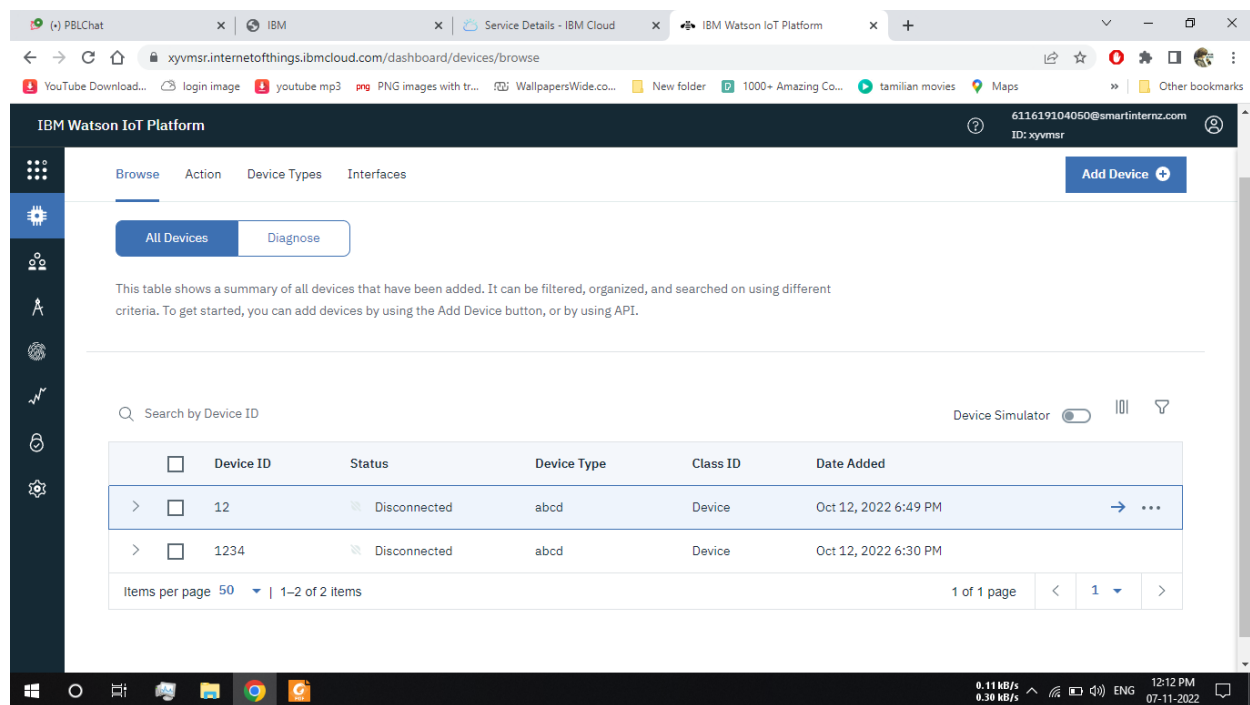 (•) PBLChat
IBM
Service Details - IBM Cloud
IBM Watson IoT Platform
xyvmsr.internetofthings.ibmcloud.com/dashboard/devices/browse
YouTube Download... login image youtube mp3 png PNG images with tr... WallpapersWide.co... New folder 1000+ Amazing Co... tamilian movies Maps » Other bookmarks
IBM Watson IoT Platform
611619104050@smartinternz.com
ID: xyvmsr
Browse Action Device Types Interfaces Add Device
All Devices Diagnose
This table shows a summary of all devices that have been added. It can be filtered, organized, and searched on using different
criteria. To get started, you can add devices by using the Add Device button, or by using API.
Search by Device ID Device Simulator
Device ID Status Device Type Class ID Date Added
12 Disconnected abcd Device Oct 12, 2022 6:49 PM
1234 Disconnected abcd Device Oct 12, 2022 6:30 PM
Items per page 50 | 1–2 of 2 items 1 of 1 page 1
0.11 kB/s
0.30 kB/s
ENG
12:12 PM
07-11-2022